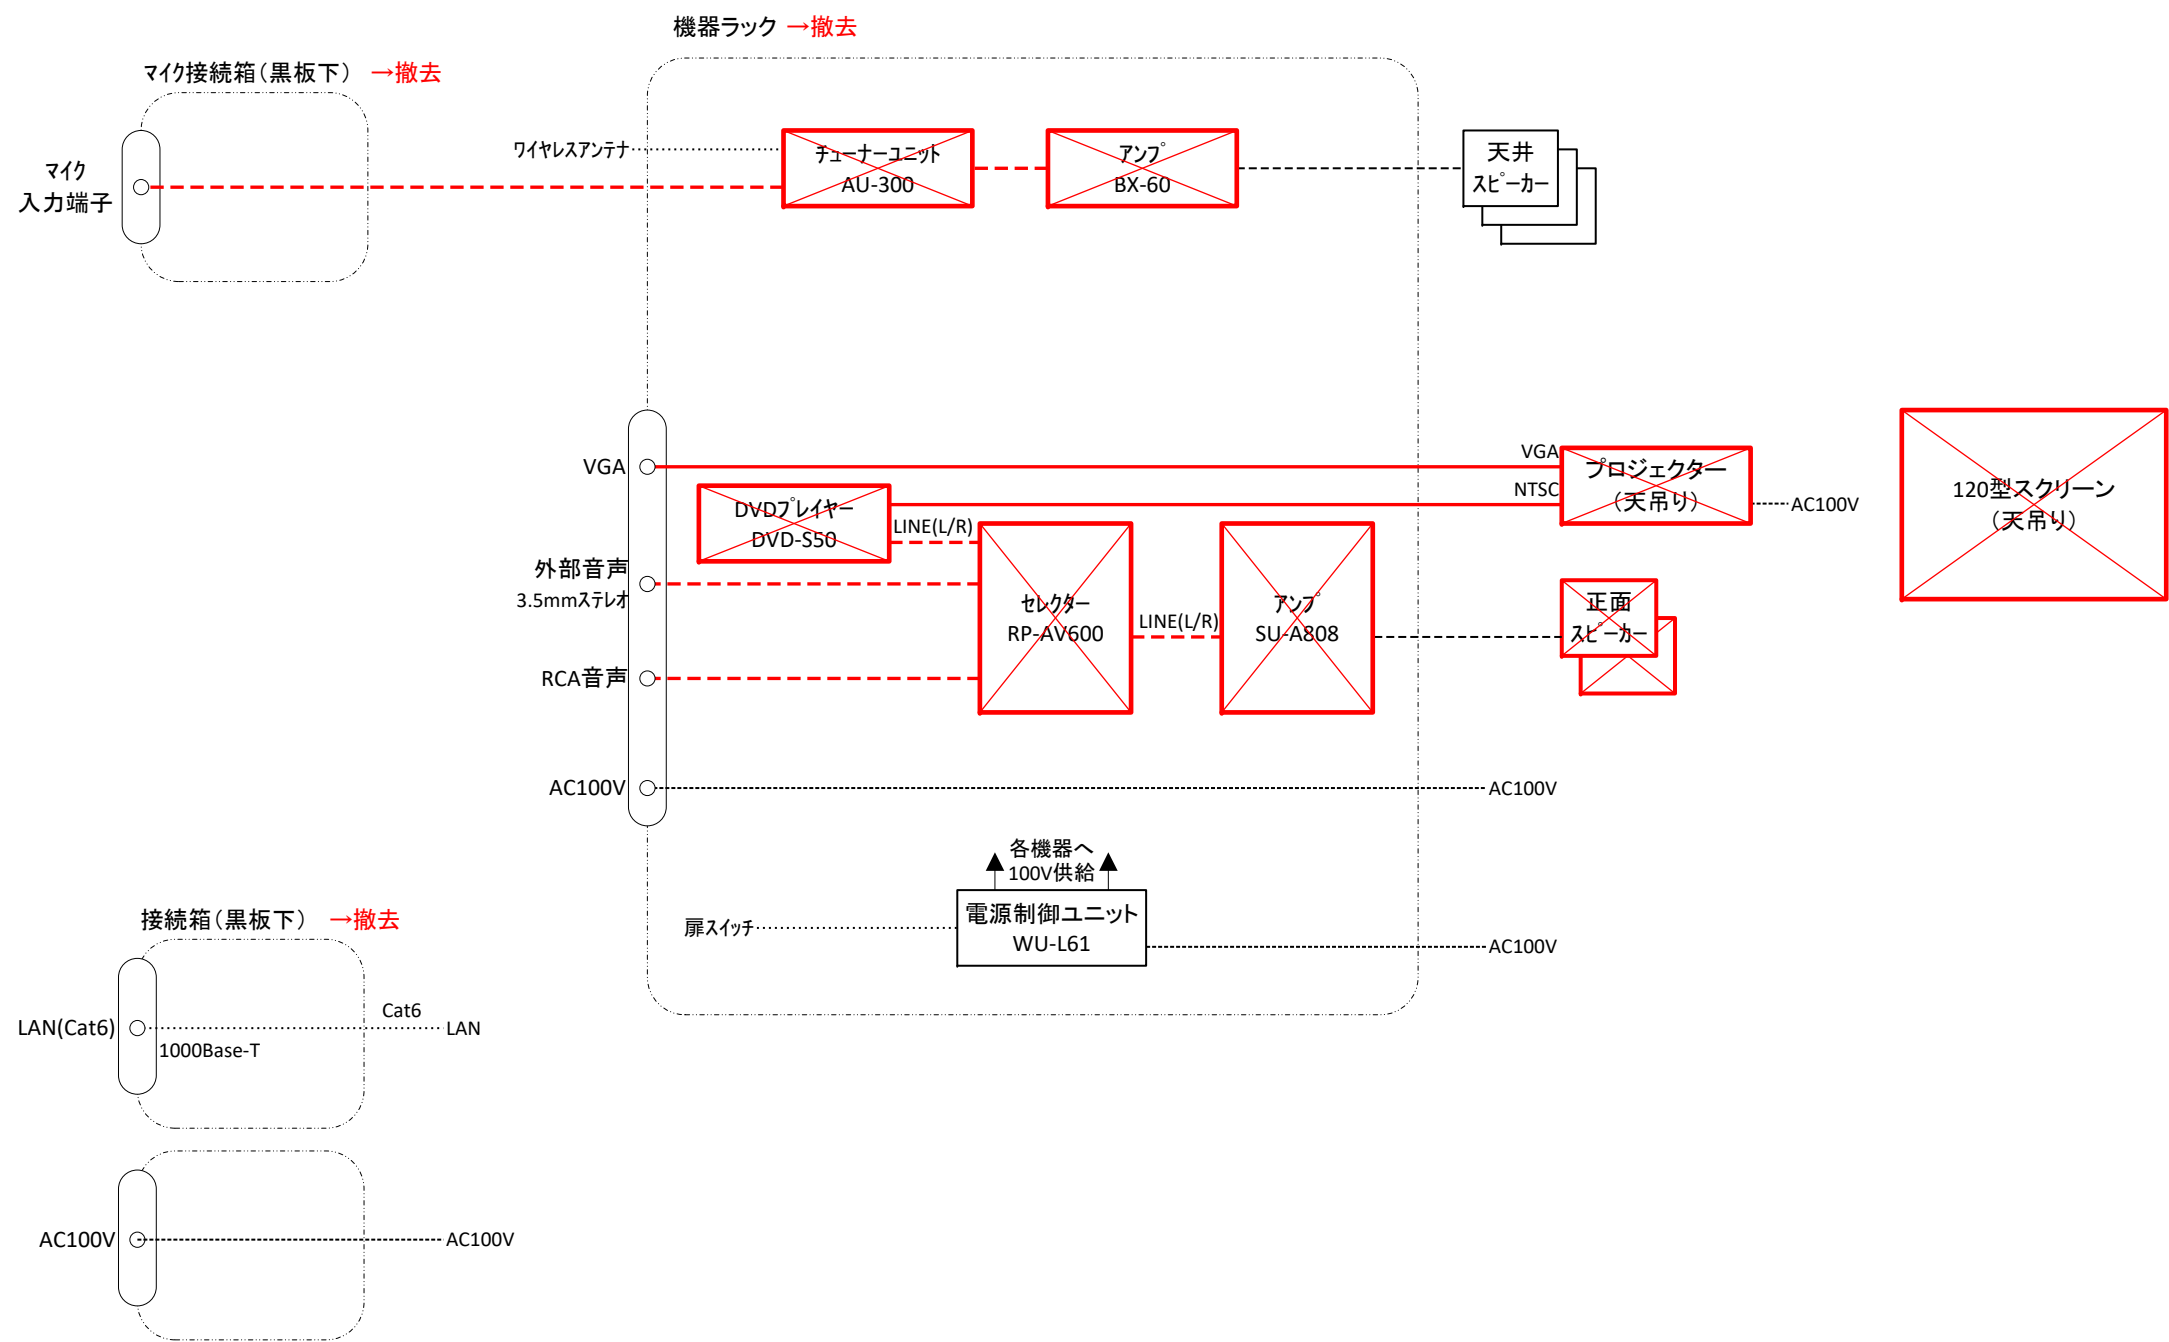 機器ラック →撤去
マイク接続箱(黒板下) →撤去
マイク
入力端子
ワイヤレスアンテナ
チューナーユニット
AU-300
アンプ
BX-60
天井
スピーカー
VGA
VGA
NTSC
プロジェクター
(天吊り)
AC100V
120型スクリーン
(天吊り)
DVDプレイヤー
DVD-S50
LINE(L/R)
外部音声
3.5mmステレオ
セレクター
RP-AV600
LINE(L/R)
アンプ
SU-A808
正面
スピーカー
RCA音声
AC100V
AC100V
各機器へ
100V供給
扉スイッチ
電源制御ユニット
WU-L61
AC100V
接続箱(黒板下) →撤去
LAN(Cat6)
Cat6
LAN
1000Base-T
AC100V
AC100V